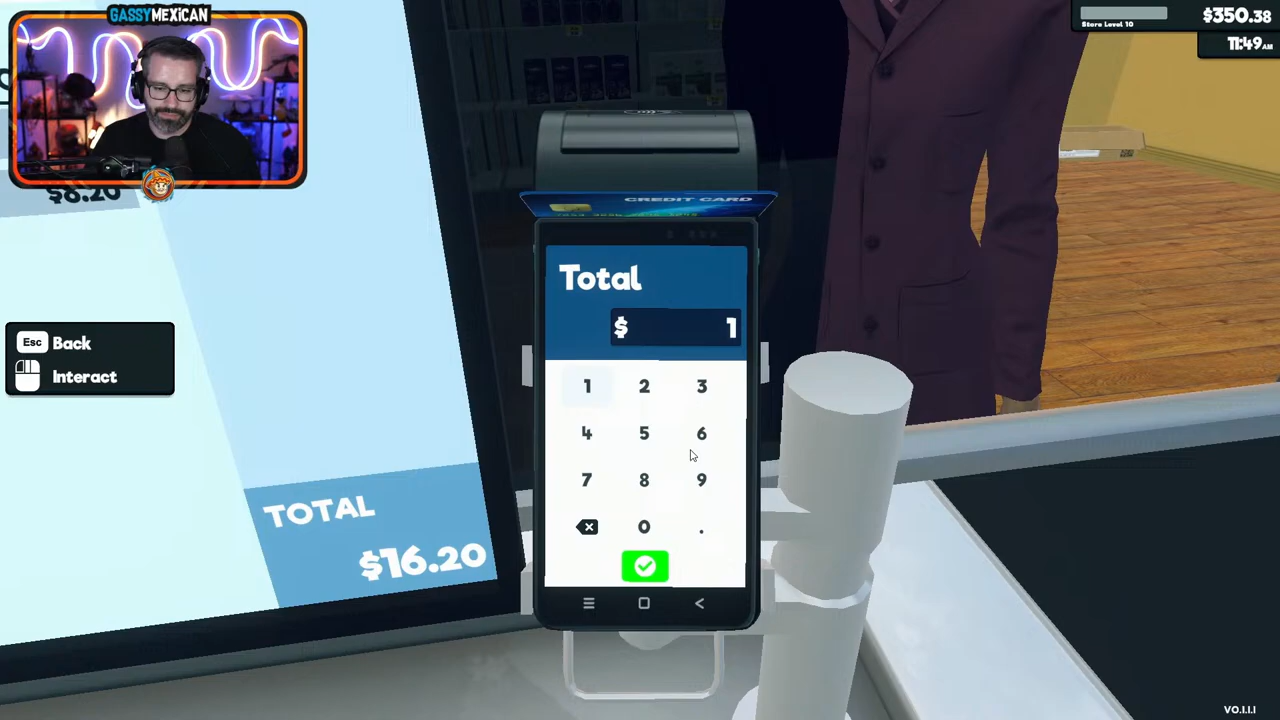 GASSYMEXICAN
$350.38
Store Level 10
11:49AM
$8.20
CREDIT CARD
Total
$ 1
Esc Back
Interact
1 2 3
4 5 6
7 8 9
0 .
TOTAL
$16.20
V0.1.1.1